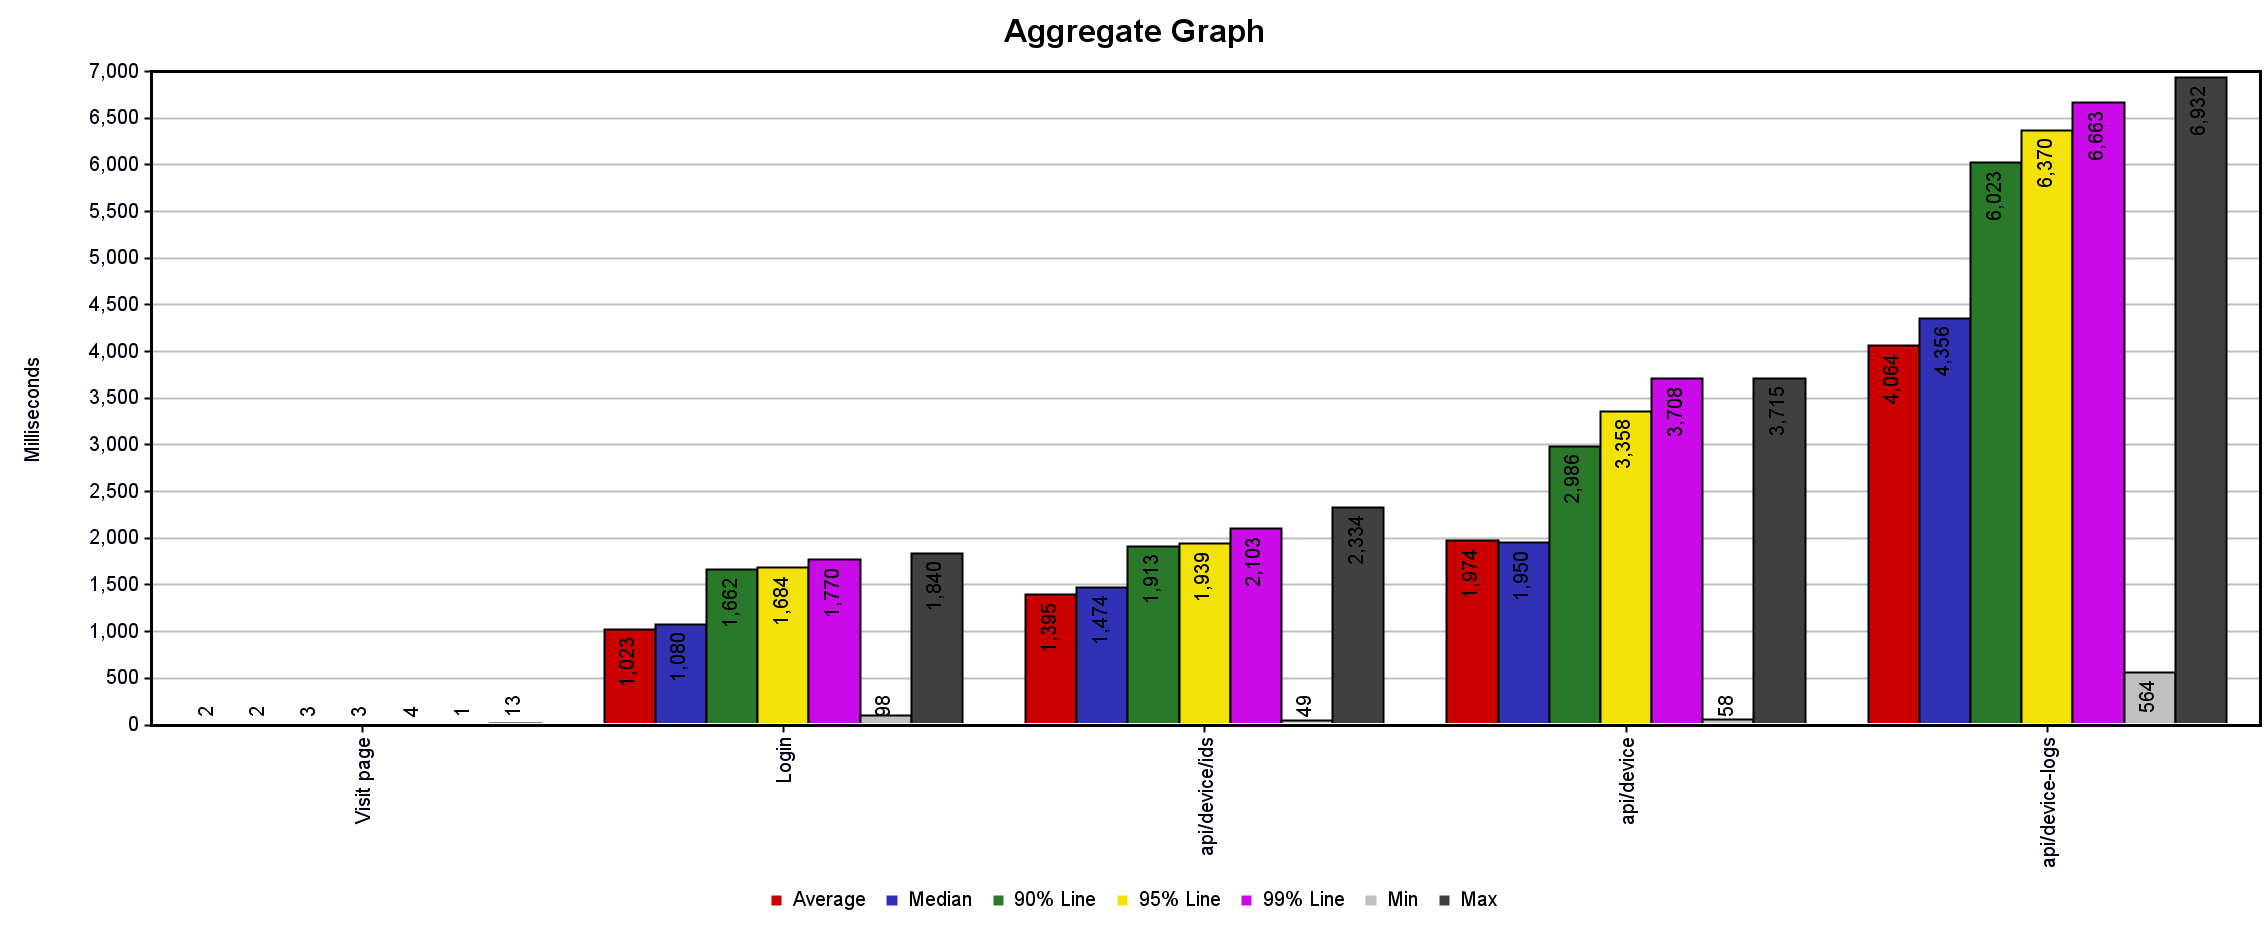 Aggregate Graph
Milliseconds
7,000
6,500
6,000
5,500
5,000
4,500
4,000
3,500
3,000
2,500
2,000
1,500
1,000
500
0
2 2 3 3 4 1 13
1,023 1,080 1,662 1,684 1,770 98 1,840
1,395 1,474 1,913 1,939 2,103 49 2,334
1,974 1,950 2,986 3,358 3,708 58 3,715
4,064 4,356 6,023 6,370 6,663 564 6,932
Visit page
Login
api/device/ids
api/device
api/device-logs
Average Median 90% Line 95% Line 99% Line Min Max